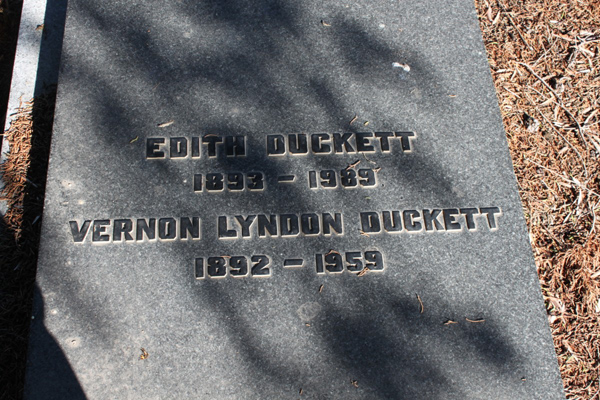 EDITH DUCKETT
1893 - 1989
VERNON LYNDON DUCKETT
1892 - 1959